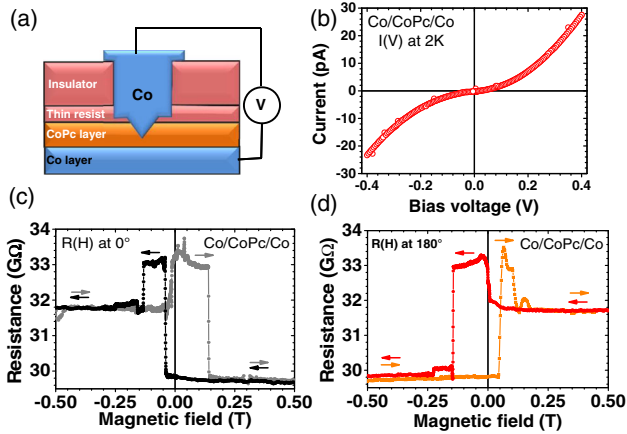 (a)
Insulator
Co
Thin resist
CoPc layer
Co layer
V
(b)
Co/CoPc/Co
I(V) at 2K
Current (pA)
30
20
10
0
-10
-20
-30
-0.4 -0.2 0.0 0.2 0.4
Bias voltage (V)
(c)
R(H) at 0°
Co/CoPc/Co
Resistance (GΩ)
34
33
32
31
30
-0.50 -0.25 0.00 0.25 0.50
Magnetic field (T)
(d)
R(H) at 180°
Co/CoPc/Co
Resistance (GΩ)
34
33
32
31
30
-0.50 -0.25 0.00 0.25 0.50
Magnetic field (T)